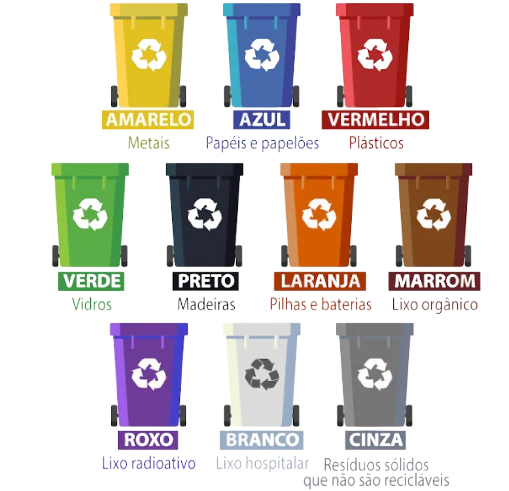 AMARELO
Metais
AZUL
Papéis e papelões
VERMELHO
Plásticos
VERDE
Vidros
PRETO
Madeiras
LARANJA
Pilhas e baterias
MARROM
Lixo orgânico
ROXO
Lixo radioativo
BRANCO
Lixo hospitalar
CINZA
Resíduos sólidos
que não são recicláveis